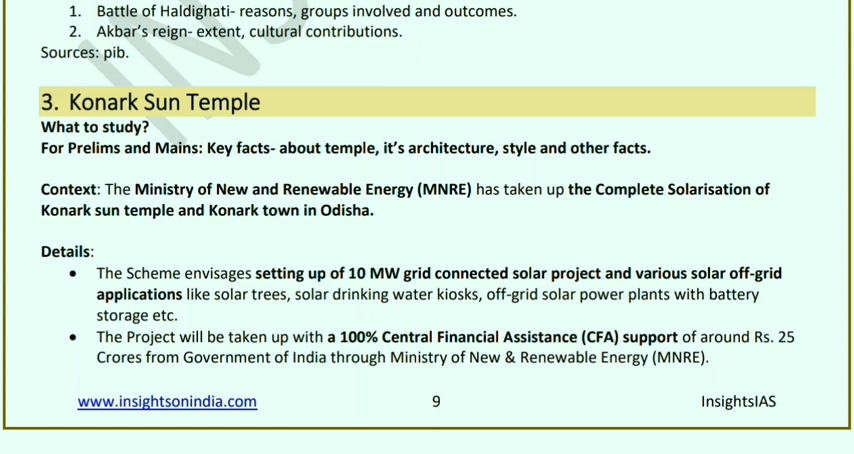 1. Battle of Haldighati- reasons, groups involved and outcomes.
2. Akbar's reign- extent, cultural contributions.
Sources: pib.
3. Konark Sun Temple
What to study?
For Prelims and Mains: Key facts- about temple, it's architecture, style and other facts.
Context: The Ministry of New and Renewable Energy (MNRE) has taken up the Complete Solarisation of
Konark sun temple and Konark town in Odisha.
Details:
• The Scheme envisages setting up of 10 MW grid connected solar project and various solar off-grid
applications like solar trees, solar drinking water kiosks, off-grid solar power plants with battery
storage etc.
• The Project will be taken up with a 100% Central Financial Assistance (CFA) support of around Rs. 25
Crores from Government of India through Ministry of New & Renewable Energy (MNRE).
www.insightsonindia.com 9 InsightsIAS